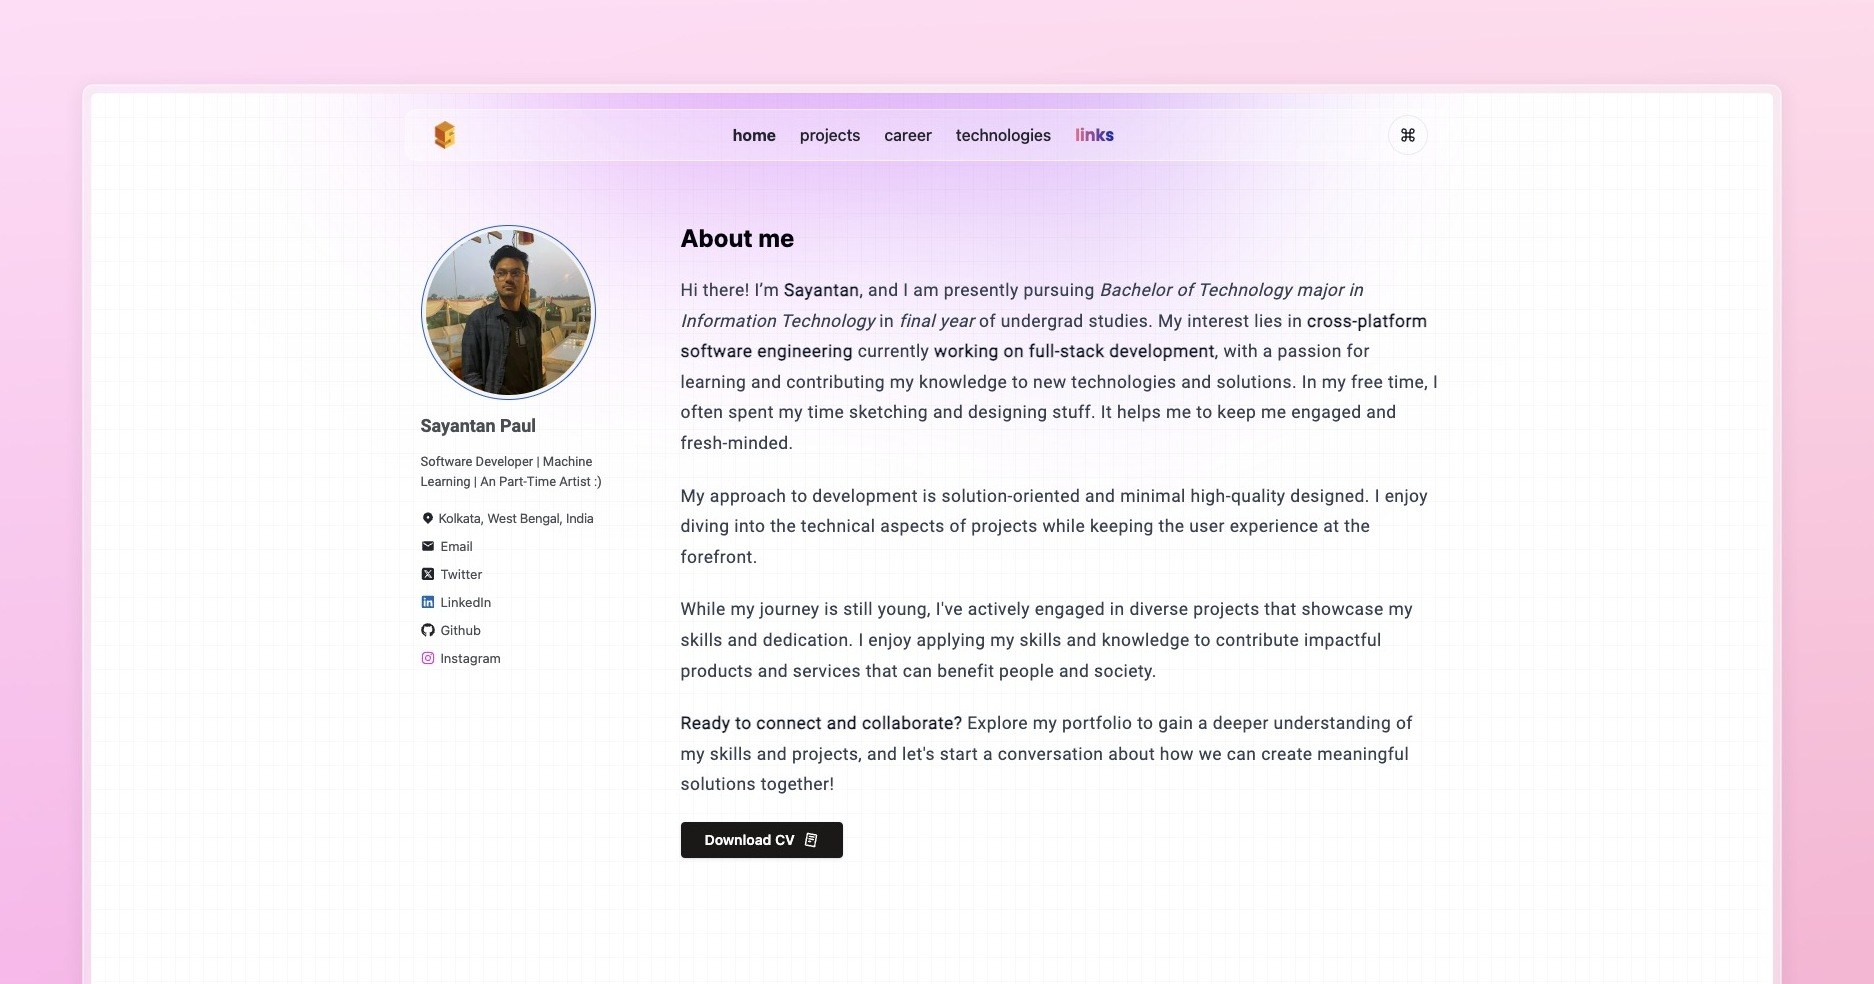 home projects career technologies links ⌘
Sayantan Paul
Software Developer | Machine
Learning | An Part-Time Artist :)
Kolkata, West Bengal, India
Email
Twitter
LinkedIn
Github
Instagram
About me
Hi there! I’m Sayantan, and I am presently pursuing Bachelor of Technology major in
Information Technology in final year of undergrad studies. My interest lies in cross-platform
software engineering currently working on full-stack development, with a passion for
learning and contributing my knowledge to new technologies and solutions. In my free time, I
often spent my time sketching and designing stuff. It helps me to keep me engaged and
fresh-minded.
My approach to development is solution-oriented and minimal high-quality designed. I enjoy
diving into the technical aspects of projects while keeping the user experience at the
forefront.
While my journey is still young, I've actively engaged in diverse projects that showcase my
skills and dedication. I enjoy applying my skills and knowledge to contribute impactful
products and services that can benefit people and society.
Ready to connect and collaborate? Explore my portfolio to gain a deeper understanding of
my skills and projects, and let's start a conversation about how we can create meaningful
solutions together!
Download CV